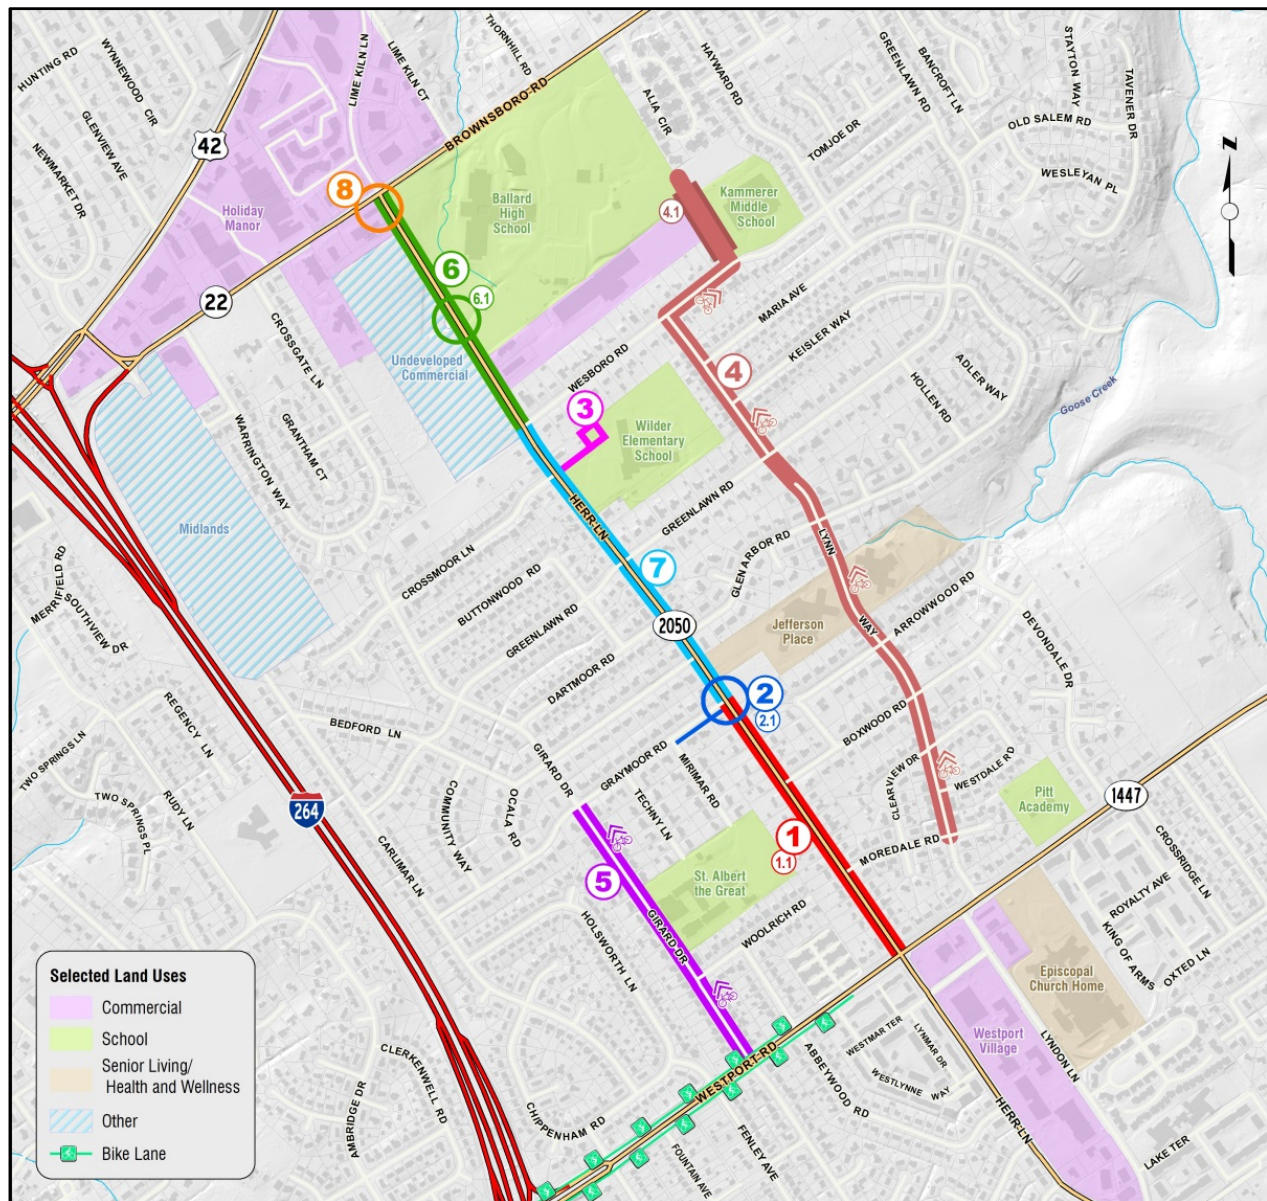 HUNTING RD
WYNNEWOOD CIR
GLENVIEW AVE
NEWMARKET DR
42
LIME KILN LN
LIME KILN CT
THORNHILL RD
BROWNSBORO RD
HAYWARD RD
ALIA CIR
GREENLAWN RD
BANCROFT LN
STAYTON WAY
TAVENER DR
OLD SALEM RD
WESLEYAN PL
TOMJOE DR
Z
8
Holiday
Manor
Ballard
High
School
4.1
Kammerer
Middle
School
6
6.1
22
CROSSGATE LN
Undeveloped
Commercial
WESBORO RD
MARIA AVE
KEISLER WAY
4
HOLLEN RD
ADLER WAY
Goose Creek
3
Wilder
Elementary
School
WARRINGTON WAY
GRANTHAM CT
Midlands
HERR LN
GREENLAWN RD
GLEN ARBOR RD
LYNN
WAY
CROSSMOOR LN
BUTTONWOOD RD
GREENLAWN RD
DARTMOOR RD
7
2050
Jefferson
Place
ARROWWOOD RD
DEVONDALE DR
MERRIFIELD RD
SOUTHVIEW DR
REGENCY LN
TWO SPRINGS LN
TWO SPRINGS PL
RUDY LN
264
BEDFORD LN
COMMUNITY WAY
OCALA RD
CARLIMAR LN
GIRARD DR
GRAYMOOR RD
MIRIMAR RD
TECHNY LN
2
2.1
BOXWOOD RD
CLEARVIEW DR
WESTDALE RD
MOREDALE RD
Pitt
Academy
1447
CROSSRIDGE LN
ROYALTY AVE
KING OF ARMS
OXTED LN
1
1.1
St. Albert
the Great
5
GIRARD DR
HOLSWORTH LN
WOOLRICH RD
Episcopal
Church Home
Westport
Village
LYNDON LN
HERR LN
LAKE TER
WESTMAR TER
LYNMAR DR
WESTLYNNE WAY
ABBEYWOOD RD
WESTPORT RD
FENLEY AVE
FOUNTAIN AVE
CHIPPENHAM RD
CLERKENWELL RD
AMBRIDGE DR
Selected Land Uses
Commercial
School
Senior Living/
Health and Wellness
Other
Bike Lane